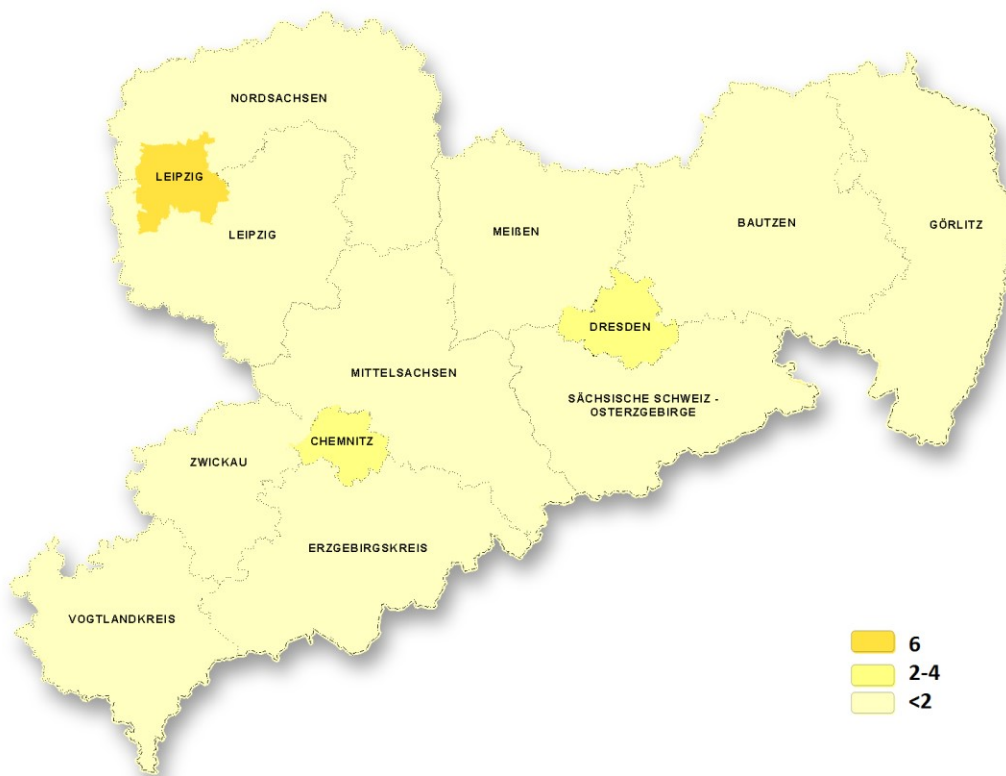 NORDSACHSEN
LEIPZIG
LEIPZIG
MEIßEN
BAUTZEN
GÖRLITZ
DRESDEN
MITTELSACHSEN
SÄCHSISCHE SCHWEIZ -
OSTERZGEBIRGE
CHEMNITZ
ZWICKAU
ERZGEBIRGSKREIS
VOGTLANDKREIS
6
2-4
<2